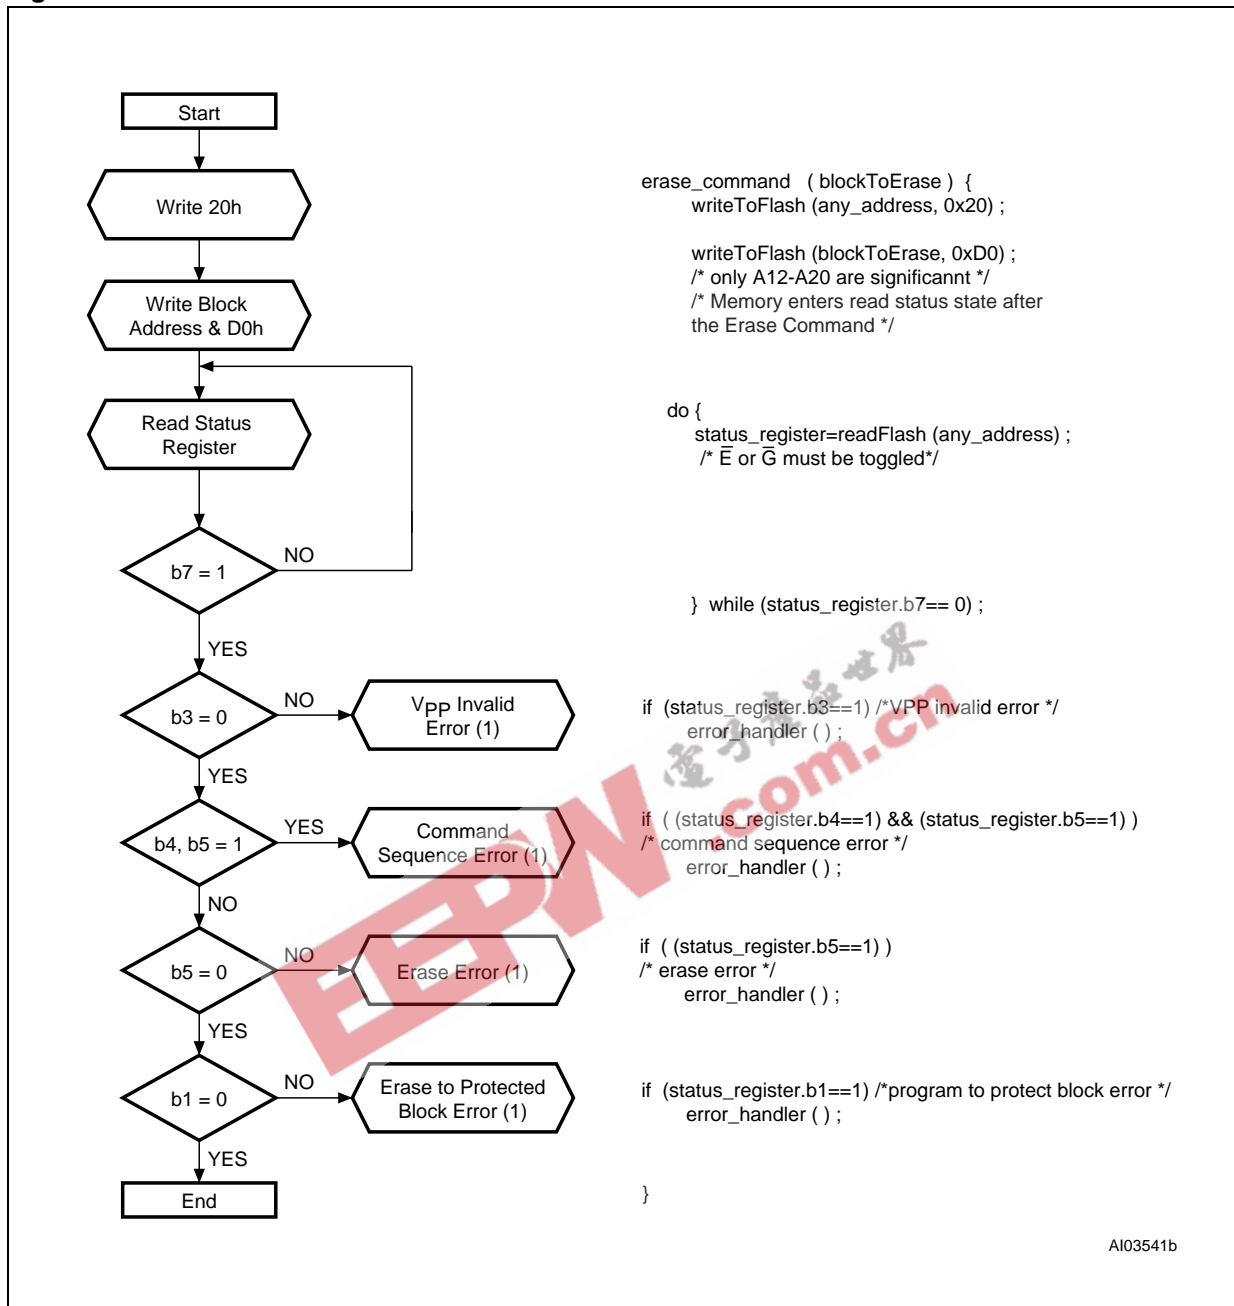 Start
Write 20h
Write Block
Address & D0h
Read Status
Register
b7 = 1
NO
YES
b3 = 0
NO
VPP Invalid
Error (1)
YES
b4, b5 = 1
YES
Command
Sequence Error (1)
NO
b5 = 0
NO
Erase Error (1)
YES
b1 = 0
NO
Erase to Protected
Block Error (1)
YES
End
erase_command ( blockToErase ) {
writeToFlash (any_address, 0x20) ;
writeToFlash (blockToErase, 0xD0) ;
/* only A12-A20 are significannt */
/* Memory enters read status state after
the Erase Command */
do {
status_register=readFlash (any_address) ;
/* E̅ or G̅ must be toggled*/
} while (status_register.b7== 0) ;
if (status_register.b3==1) /*VPP invalid error */
error_handler ( ) ;
if ( (status_register.b4==1) && (status_register.b5==1) )
/* command sequence error */
error_handler ( ) ;
if ( (status_register.b5==1) )
/* erase error */
error_handler ( ) ;
if (status_register.b1==1) /*program to protect block error */
error_handler ( ) ;
}
AI03541b
EEPW
.com.cn
電子產品世界